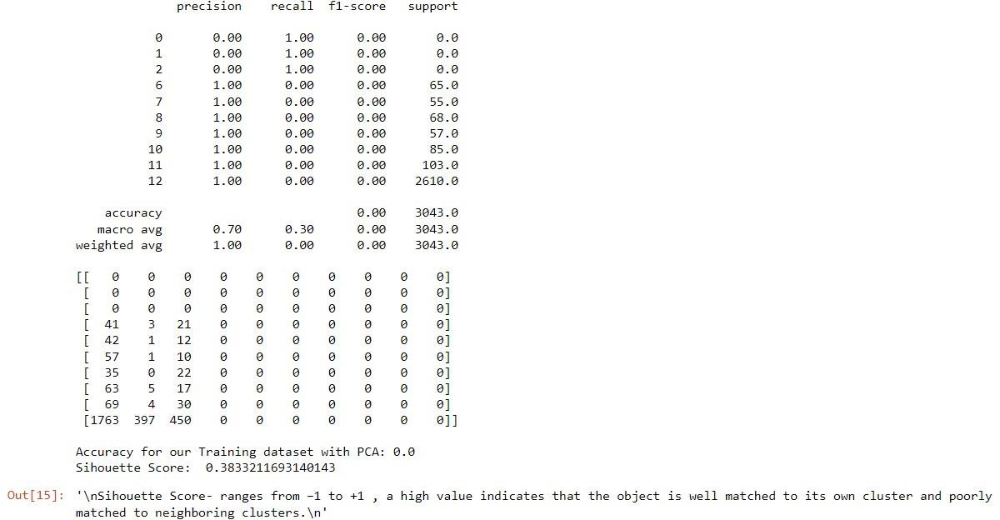 precision recall f1-score support
0 0.00 1.00 0.00 0.0
1 0.00 1.00 0.00 0.0
2 0.00 1.00 0.00 0.0
6 1.00 0.00 0.00 65.0
7 1.00 0.00 0.00 55.0
8 1.00 0.00 0.00 68.0
9 1.00 0.00 0.00 57.0
10 1.00 0.00 0.00 85.0
11 1.00 0.00 0.00 103.0
12 1.00 0.00 0.00 2610.0
accuracy 0.00 3043.0
macro avg 0.70 0.30 0.00 3043.0
weighted avg 1.00 0.00 0.00 3043.0
[[ 0 0 0 0 0 0 0 0 0 0]
[ 0 0 0 0 0 0 0 0 0 0]
[ 0 0 0 0 0 0 0 0 0 0]
[ 41 3 21 0 0 0 0 0 0 0]
[ 42 1 12 0 0 0 0 0 0 0]
[ 57 1 10 0 0 0 0 0 0 0]
[ 35 0 22 0 0 0 0 0 0 0]
[ 63 5 17 0 0 0 0 0 0 0]
[ 69 4 30 0 0 0 0 0 0 0]
[1763 397 450 0 0 0 0 0 0 0]]
Accuracy for our Training dataset with PCA: 0.0
Sihouette Score: 0.3833211693140143
Out[15]: '\nSihouette Score- ranges from −1 to +1 , a high value indicates that the object is well matched to its own cluster and poorly
matched to neighboring clusters.\n'